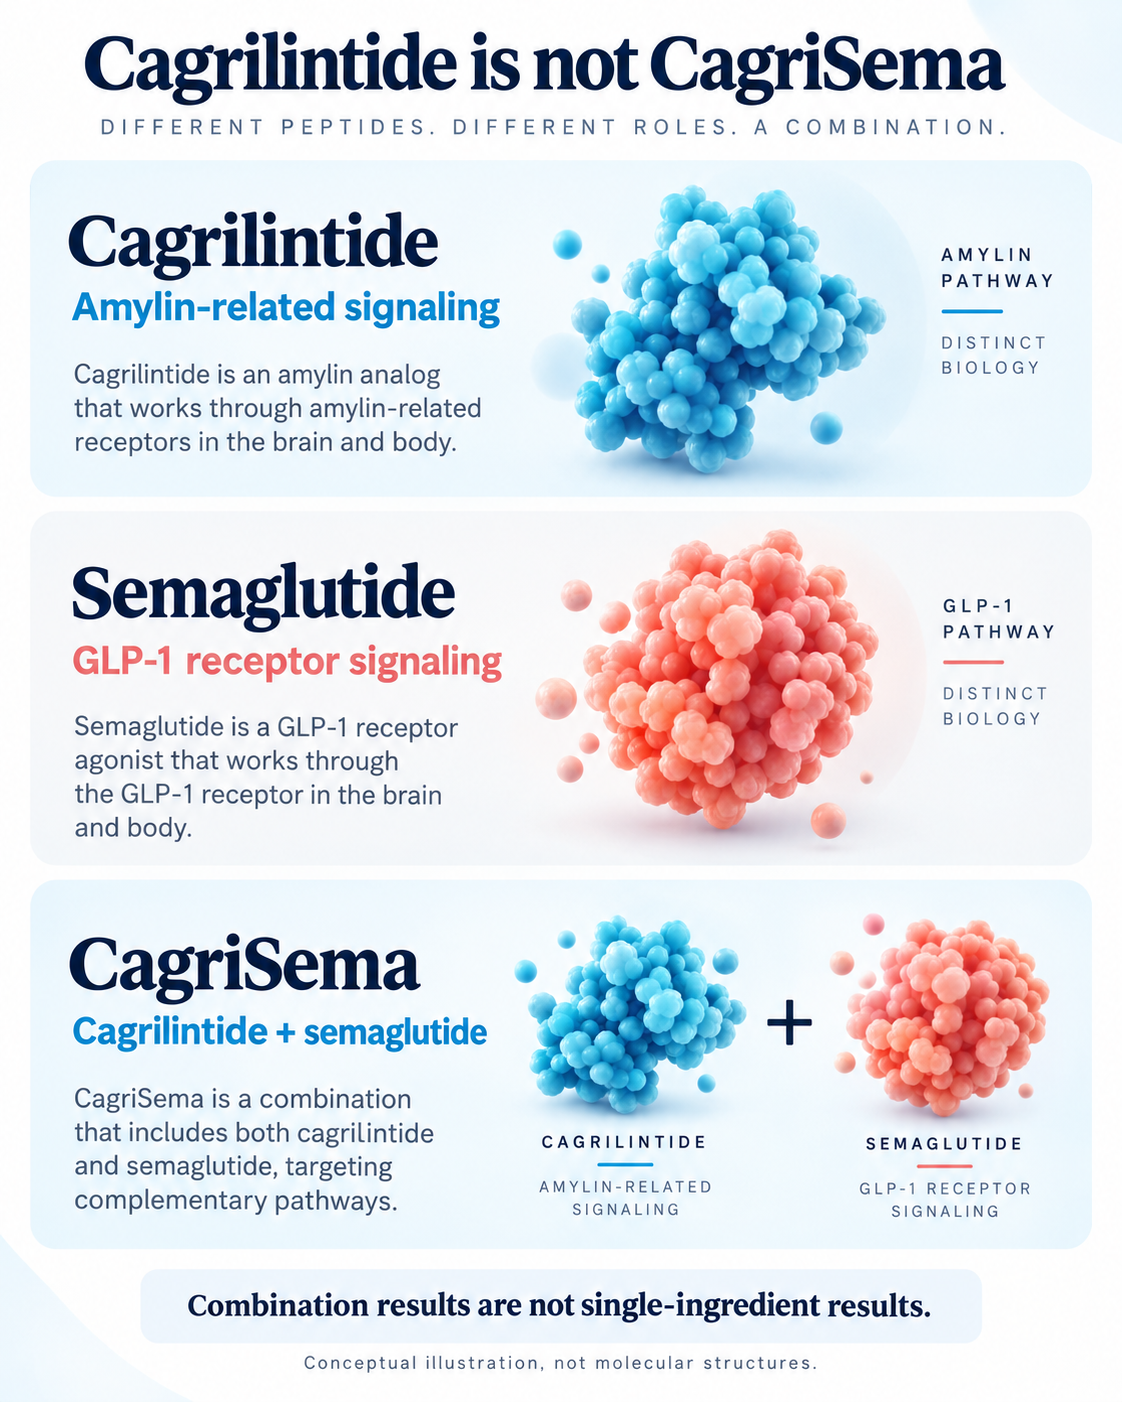 Cagrilintide is not CagriSema
DIFFERENT PEPTIDES. DIFFERENT ROLES. A COMBINATION.
Cagrilintide
Amylin-related signaling
Cagrilintide is an amylin analog
that works through amylin-related
receptors in the brain and body.
AMYLIN
PATHWAY
DISTINCT
BIOLOGY
Semaglutide
GLP-1 receptor signaling
Semaglutide is a GLP-1 receptor
agonist that works through
the GLP-1 receptor in the brain
and body.
GLP-1
PATHWAY
DISTINCT
BIOLOGY
CagriSema
Cagrilintide + semaglutide
CagriSema is a combination
that includes both cagrilintide
and semaglutide, targeting
complementary pathways.
+
CAGRILINTIDE
AMYLIN-RELATED
SIGNALING
SEMAGLUTIDE
GLP-1 RECEPTOR
SIGNALING
Combination results are not single-ingredient results.
Conceptual illustration, not molecular structures.